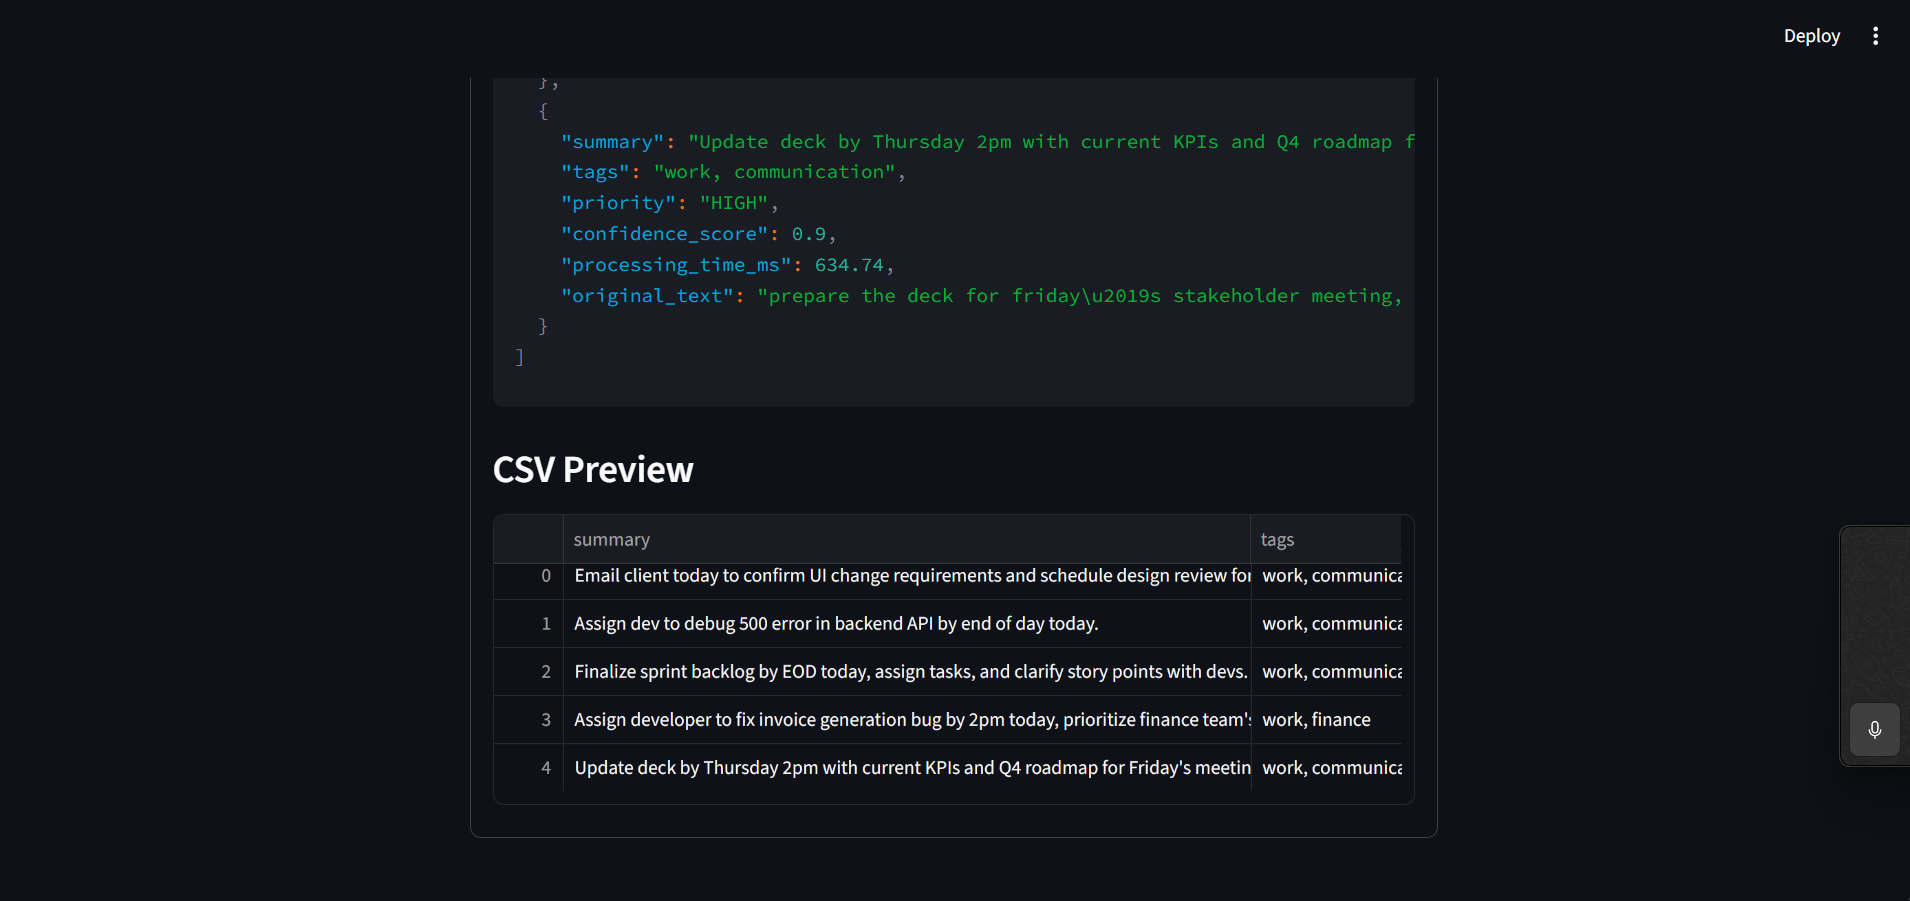 Deploy
},
{
"summary": "Update deck by Thursday 2pm with current KPIs and Q4 roadmap f
"tags": "work, communication",
"priority": "HIGH",
"confidence_score": 0.9,
"processing_time_ms": 634.74,
"original_text": "prepare the deck for friday\u2019s stakeholder meeting,
}
]
CSV Preview
summary tags
0 Email client today to confirm UI change requirements and schedule design review for work, communica
1 Assign dev to debug 500 error in backend API by end of day today. work, communica
2 Finalize sprint backlog by EOD today, assign tasks, and clarify story points with devs. work, communica
3 Assign developer to fix invoice generation bug by 2pm today, prioritize finance team's work, finance
4 Update deck by Thursday 2pm with current KPIs and Q4 roadmap for Friday's meetin work, communica